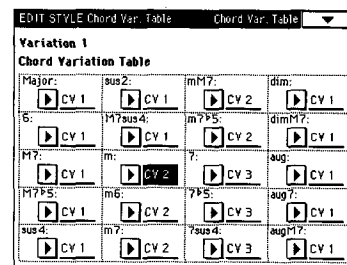 EDIT STYLE Chord Var. Table Chord Var. Table
Variation 1
Chord Variation Table
Major: sus2: mM7: dim:
CV 1 CV 1 CV 2 CV 1
6: M7sus4: m7♭5: dimM7:
CV 1 CV 1 CV 2 CV 1
M7: m: 7: aug:
CV 1 CV 2 CV 3 CV 1
M7♭5: m6: 7♭5: aug7:
CV 1 CV 2 CV 3 CV 1
sus4: m7: 7sus4: augM7:
CV 1 CV 2 CV 3 CV 1